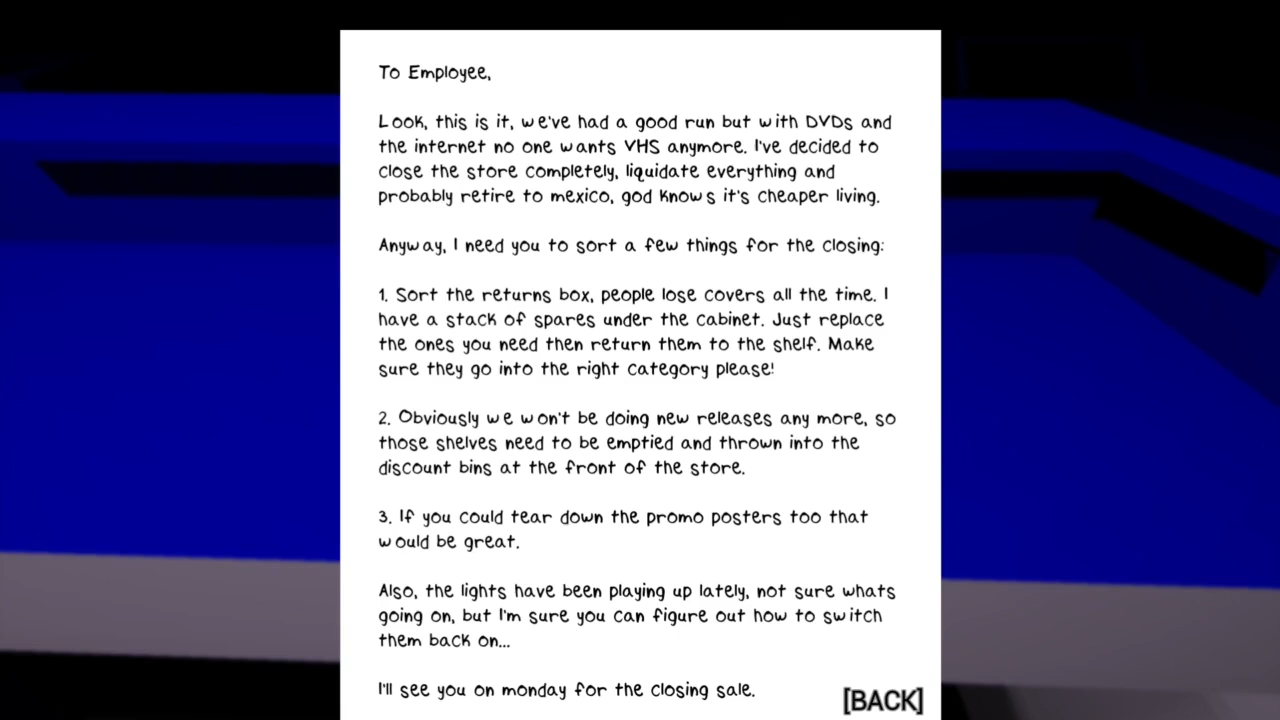 To Employee,
Look, this is it, we've had a good run but with DVDs and
the internet no one wants VHS anymore. I've decided to
close the store completely, liquidate everything and
probably retire to mexico, god knows it's cheaper living.
Anyway, I need you to sort a few things for the closing:
1. Sort the returns box, people lose covers all the time. I
have a stack of spares under the cabinet. Just replace
the ones you need then return them to the shelf. Make
sure they go into the right category please!
2. Obviously we won't be doing new releases any more, so
those shelves need to be emptied and thrown into the
discount bins at the front of the store.
3. If you could tear down the promo posters too that
would be great.
Also, the lights have been playing up lately, not sure whats
going on, but I'm sure you can figure out how to switch
them back on...
I'll see you on monday for the closing sale.
[BACK]